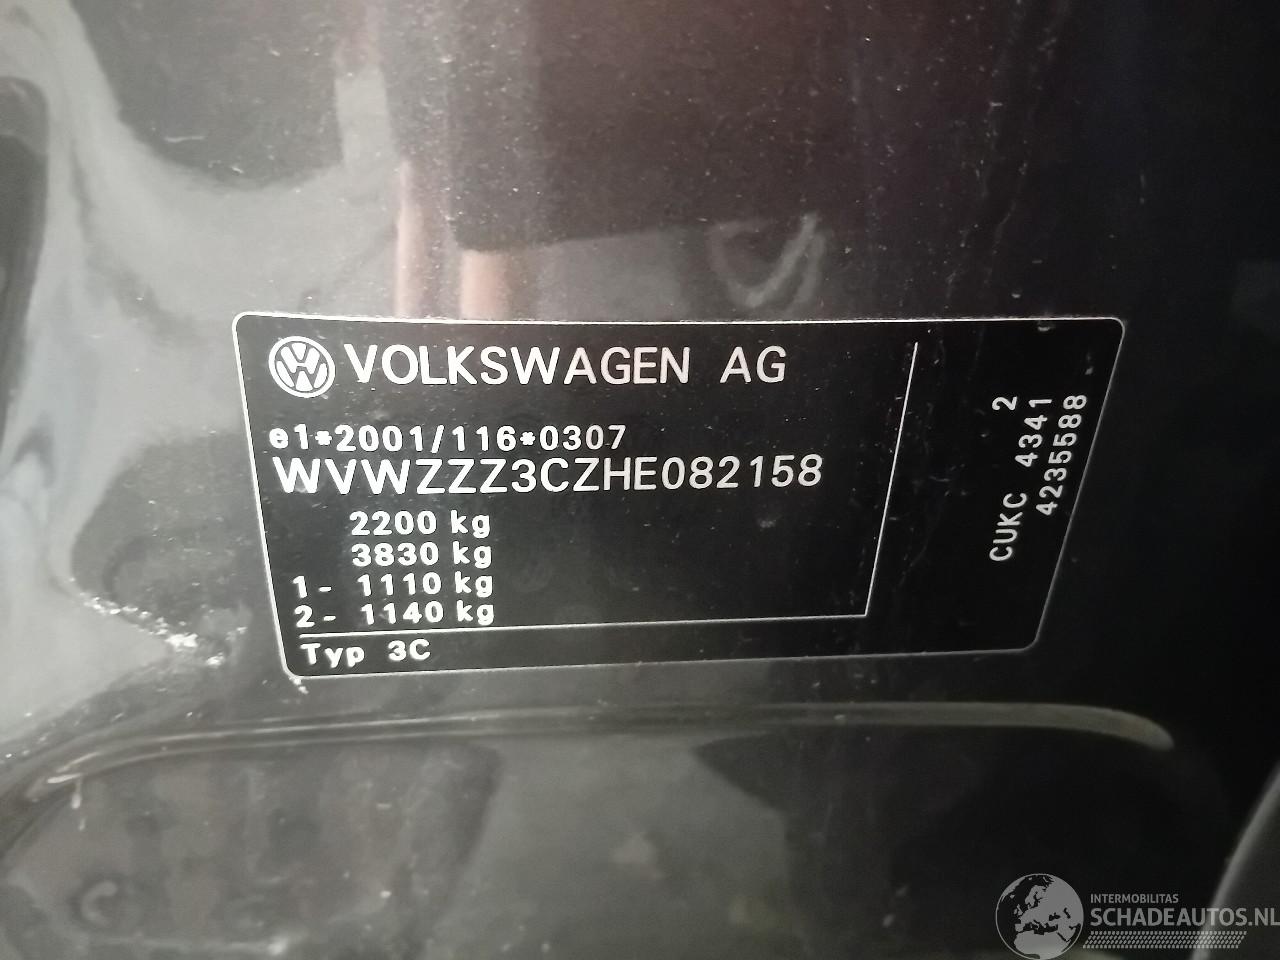 VOLKSWAGEN AG
e1*2001/116*0307
WVWZZZ3CZHE082158
2200 kg
3830 kg
1- 1110 kg
2- 1140 kg
Typ 3C
CUKC 4341 2
4235588
INTERMOBILITAS
SCHADEAUTOS.NL